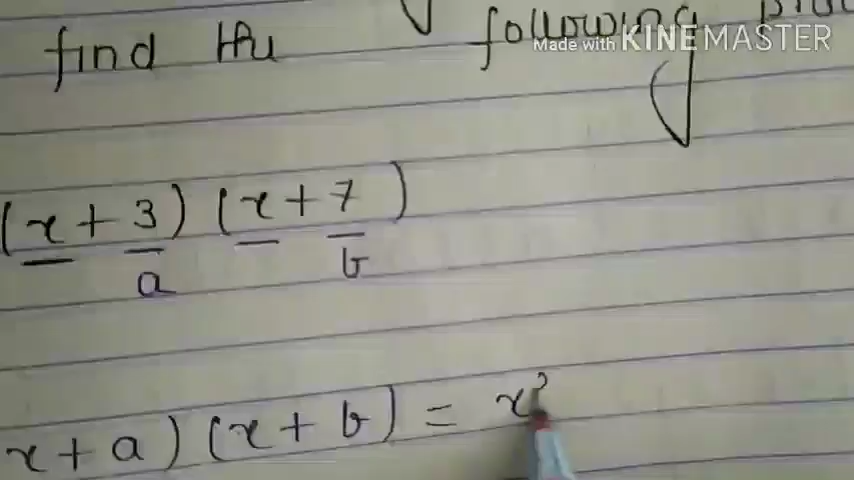 find the following
Made with KINEMASTER
(x + 3) (x + 7)
a b
x + a) (x + b) = x²